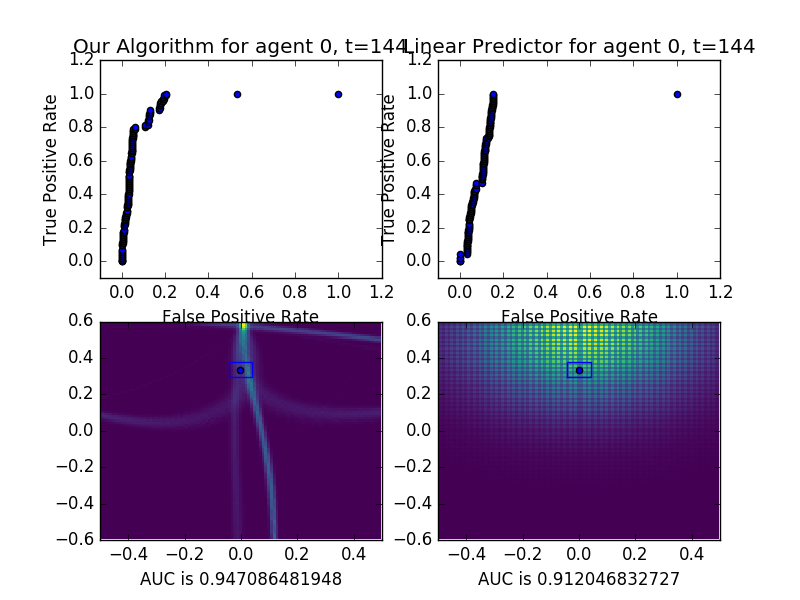 Our Algorithm for agent 0, t=144
Linear Predictor for agent 0, t=144
1.2
1.0
0.8
0.6
0.4
0.2
0.0
True Positive Rate
0.0 0.2 0.4 0.6 0.8 1.0 1.2
False Positive Rate
1.2
1.0
0.8
0.6
0.4
0.2
0.0
True Positive Rate
0.0 0.2 0.4 0.6 0.8 1.0 1.2
False Positive Rate
0.6
0.4
0.2
0.0
−0.2
−0.4
−0.6
−0.4 −0.2 0.0 0.2 0.4
AUC is 0.947086481948
0.6
0.4
0.2
0.0
−0.2
−0.4
−0.6
−0.4 −0.2 0.0 0.2 0.4
AUC is 0.912046832727